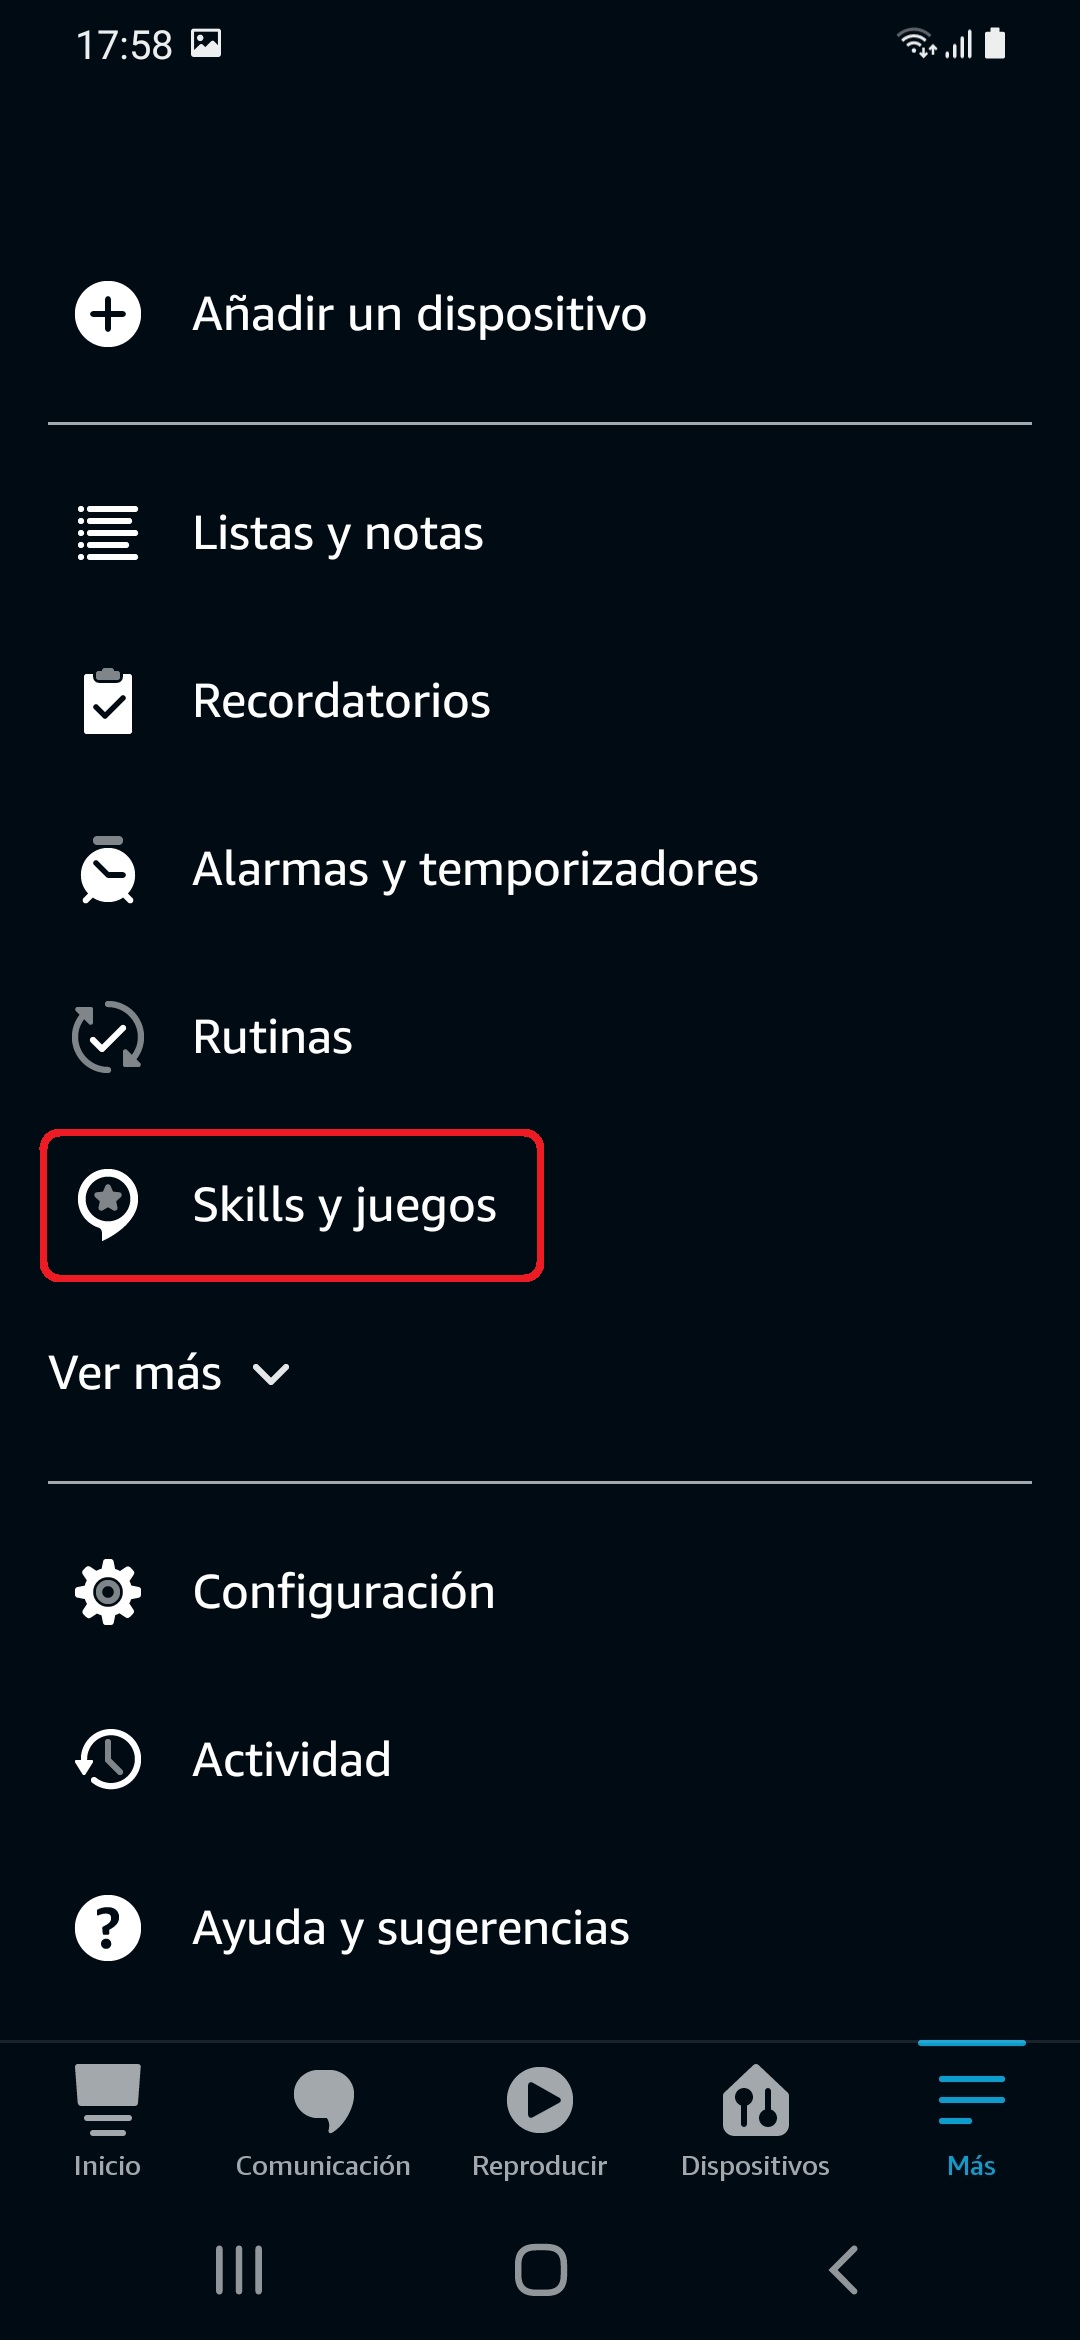 17:58
Añadir un dispositivo
Listas y notas
Recordatorios
Alarmas y temporizadores
Rutinas
Skills y juegos
Ver más
Configuración
Actividad
Ayuda y sugerencias
Inicio Comunicación Reproducir Dispositivos Más